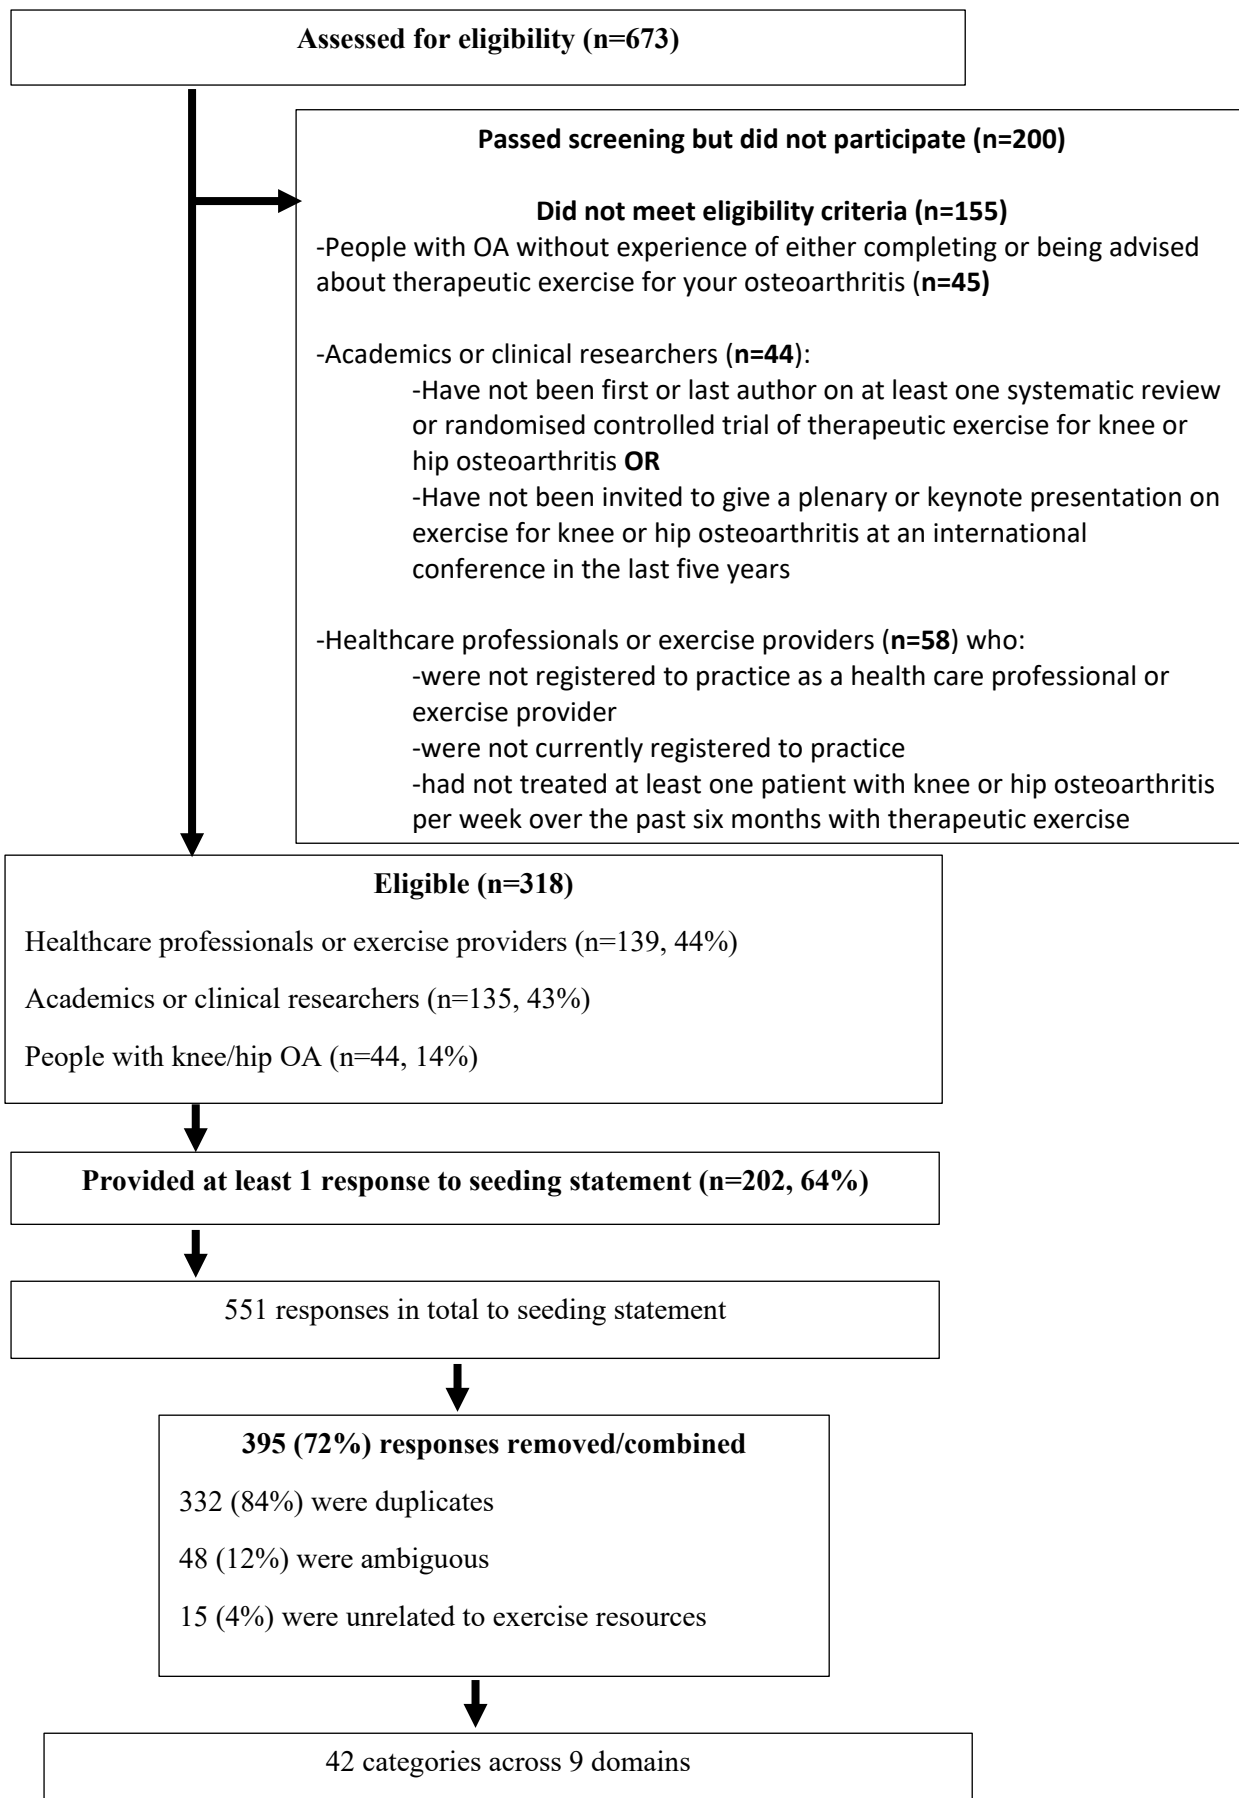 Assessed for eligibility (n=673)
Passed screening but did not participate (n=200)
Did not meet eligibility criteria (n=155)
-People with OA without experience of either completing or being advised
about therapeutic exercise for your osteoarthritis (n=45)
-Academics or clinical researchers (n=44):
-Have not been first or last author on at least one systematic review
or randomised controlled trial of therapeutic exercise for knee or
hip osteoarthritis OR
-Have not been invited to give a plenary or keynote presentation on
exercise for knee or hip osteoarthritis at an international
conference in the last five years
-Healthcare professionals or exercise providers (n=58) who:
-were not registered to practice as a health care professional or
exercise provider
-were not currently registered to practice
-had not treated at least one patient with knee or hip osteoarthritis
per week over the past six months with therapeutic exercise
Eligible (n=318)
Healthcare professionals or exercise providers (n=139, 44%)
Academics or clinical researchers (n=135, 43%)
People with knee/hip OA (n=44, 14%)
Provided at least 1 response to seeding statement (n=202, 64%)
551 responses in total to seeding statement
395 (72%) responses removed/combined
332 (84%) were duplicates
48 (12%) were ambiguous
15 (4%) were unrelated to exercise resources
42 categories across 9 domains